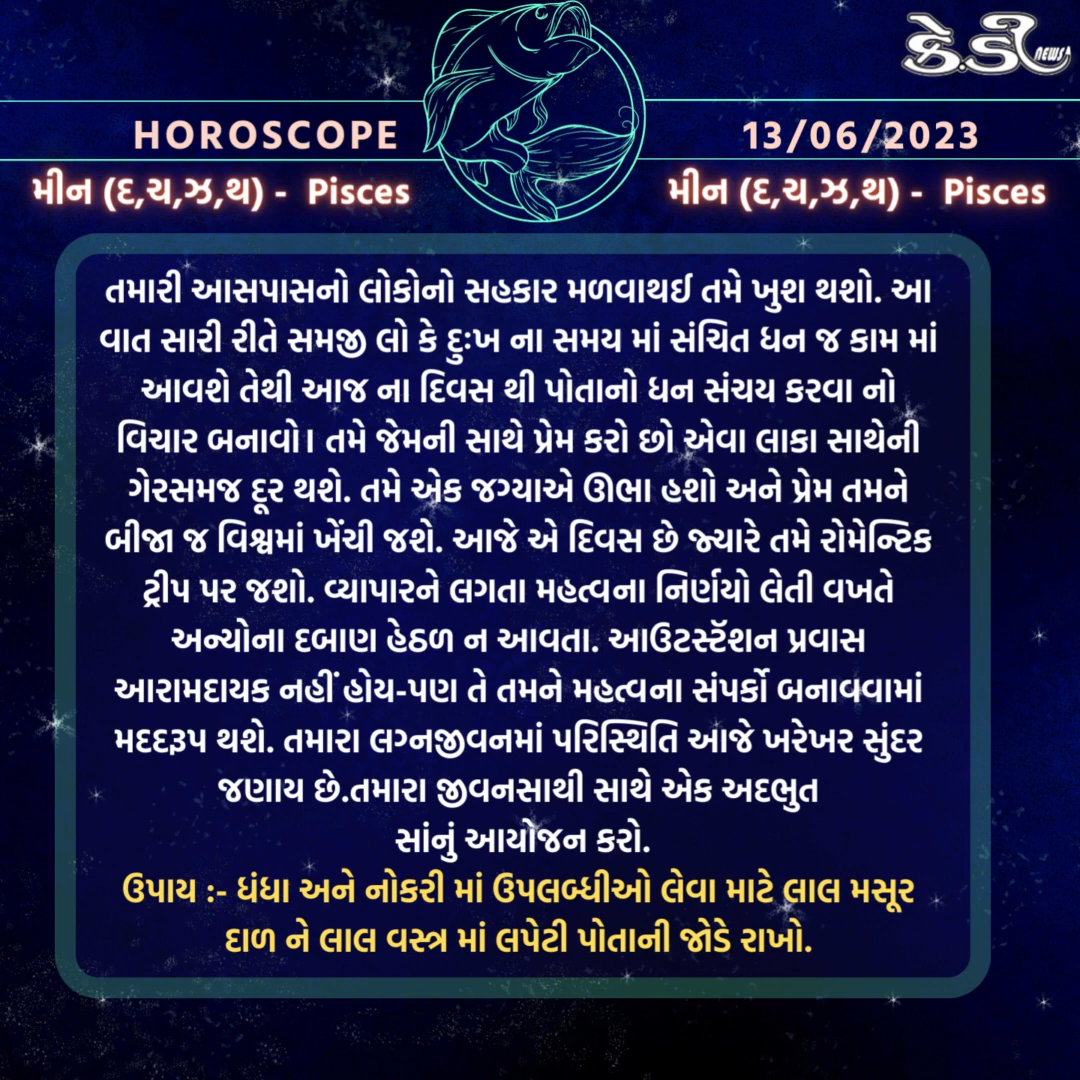 કે.ડી NEWS
HOROSCOPE
13/06/2023
મીન (દ,ચ,ઝ,થ) - Pisces
મીન (દ,ચ,ઝ,થ) - Pisces
તમારી આસપાસનો લોકોનો સહકાર મળવાથઈ તમે ખુશ થશો. આ
વાત સારી રીતે સમજી લો કે દુઃખ ના સમય માં સંચિત ધન જ કામ માં
આવશે તેથી આજ ના દિવસ થી પોતાનો ધન સંચય કરવા નો
વિચાર બનાવો। તમે જેમની સાથે પ્રેમ કરો છો એવા લાકા સાથેની
ગેરસમજ દૂર થશે. તમે એક જગ્યાએ ઊભા હશો અને પ્રેમ તમને
બીજા જ વિશ્વમાં ખેંચી જશે. આજે એ દિવસ છે જ્યારે તમે રોમેન્ટિક
ટ્રીપ પર જશો. વ્યાપારને લગતા મહત્વના નિર્ણયો લેતી વખતે
અન્યોના દબાણ હેઠળ ન આવતા. આઉટસ્ટૅશન પ્રવાસ
આરામદાયક નહીં હોય-પણ તે તમને મહત્વના સંપર્કો બનાવવામાં
મદદરૂપ થશે. તમારા લગ્નજીવનમાં પરિસ્થિતિ આજે ખરેખર સુંદર
જણાય છે.તમારા જીવનસાથી સાથે એક અદભુત
સાંનું આયોજન કરો.
ઉપાય :- ધંધા અને નોકરી માં ઉપલબ્ધીઓ લેવા માટે લાલ મસૂર
દાળ ને લાલ વસ્ત્ર માં લપેટી પોતાની જોડે રાખો.